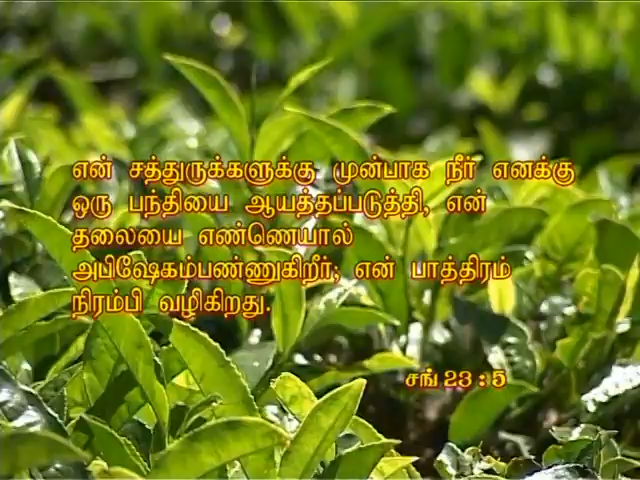 என் சத்துருக்களுக்கு முன்பாக நீர் எனக்கு
ஒரு பந்தியை ஆயத்தப்படுத்தி, என்
தலையை எண்ணெயால்
அபிஷேகம்பண்ணுகிறீர்; என் பாத்திரம்
நிரம்பி வழிகிறது.
சங் 23 : 5